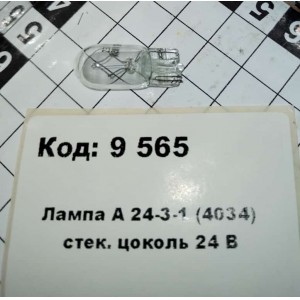 Код: 9 565
Лампа А 24-3-1 (4034)
стек. цоколь 24 В